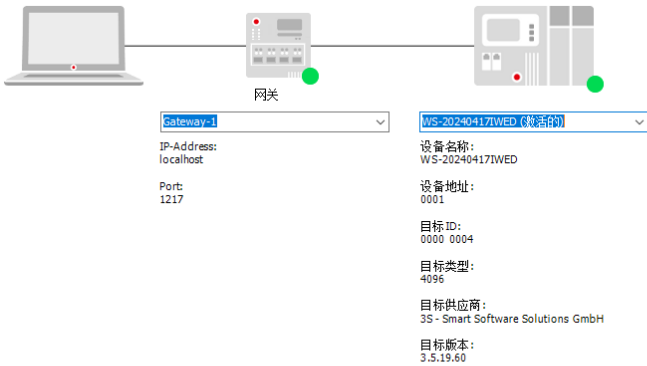 网关
Gateway-1
WS-20240417IWED (激活的)
IP-Address:
localhost
设备名称:
WS-20240417IWED
Port:
1217
设备地址:
0001
目标ID:
0000 0004
目标类型:
4096
目标供应商:
3S - Smart Software Solutions GmbH
目标版本:
3.5.19.60